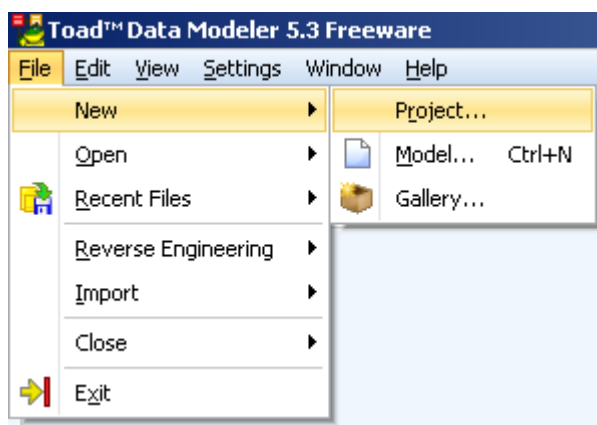 Toad™ Data Modeler 5.3 Freeware
File Edit View Settings Window Help
New Project...
Open Model... Ctrl+N
Recent Files Gallery...
Reverse Engineering
Import
Close
Exit